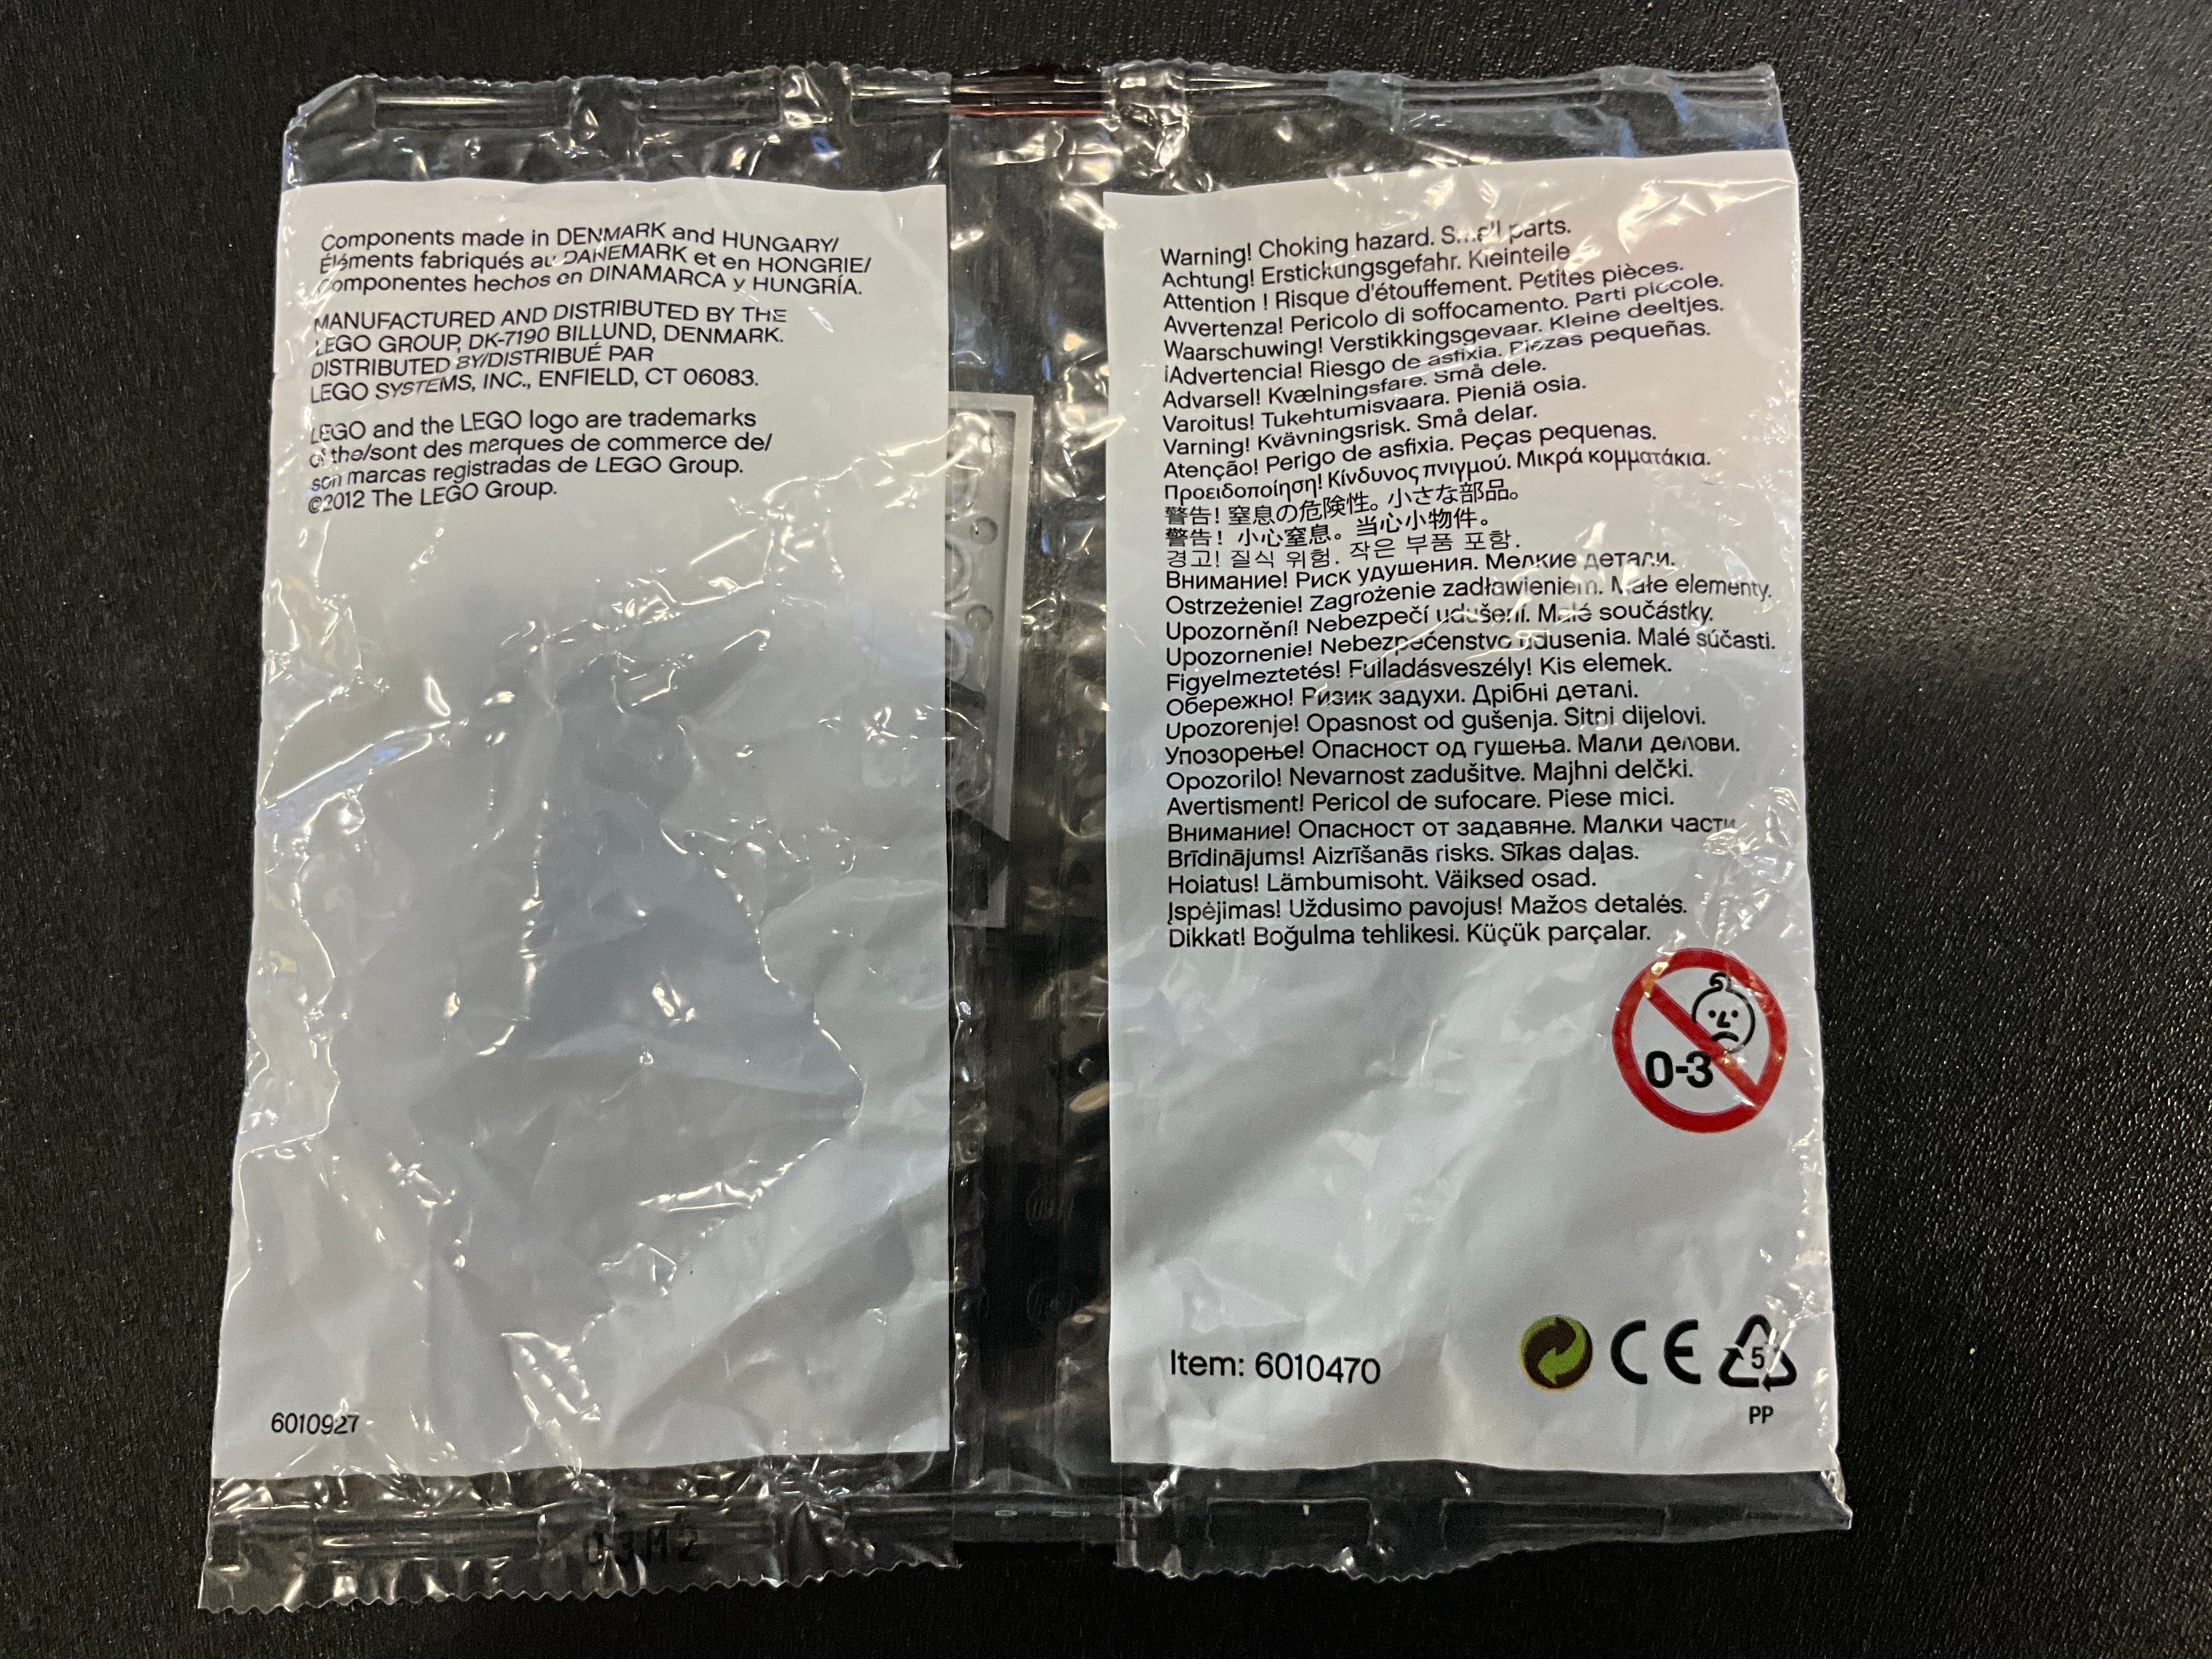 Components made in DENMARK and HUNGARY/
Éléments fabriqués au DANEMARK et en HONGRIE/
Componentes hechos en DINAMARCA y HUNGRÍA.
MANUFACTURED AND DISTRIBUTED BY THE
LEGO GROUP, DK-7190 BILLUND, DENMARK.
DISTRIBUTED BY/DISTRIBUÉ PAR
LEGO SYSTEMS, INC., ENFIELD, CT 06083.
LEGO and the LEGO logo are trademarks
of the/sont des marques de commerce de/
son marcas registradas de LEGO Group.
©2012 The LEGO Group.
6010927
03M2
Warning! Choking hazard. Small parts.
Achtung! Erstickungsgefahr. Kleinteile
Attention ! Risque d'étouffement. Petites pièces.
Avvertenza! Pericolo di soffocamento. Parti piccole.
Waarschuwing! Verstikkingsgevaar. Kleine deeltjes.
¡Advertencia! Riesgo de asfixia. Piezas pequeñas.
Advarsel! Kvælningsfare. Små dele.
Varoitus! Tukehtumisvaara. Pieniä osia.
Varning! Kvävningsrisk. Små delar.
Atenção! Perigo de asfixia. Peças pequenas.
Προειδοποίηση! Κίνδυνος πνιγμού. Μικρά κομματάκια.
警告! 窒息の危険性。小さな部品。
警告! 小心窒息。当心小物件。
경고! 질식 위험. 작은 부품 포함.
Внимание! Риск удушения. Мелкие детали.
Ostrzeżenie! Zagrożenie zadławieniem. Małe elementy.
Upozornění! Nebezpečí udušení. Malé součástky.
Upozornenie! Nebezpečenstvo udusenia. Malé súčasti.
Figyelmeztetés! Fulladásveszély! Kis elemek.
Обережно! Ризик задухи. Дрібні деталі.
Upozorenje! Opasnost od gušenja. Sitni dijelovi.
Упозорење! Опасност од гушења. Мали делови.
Opozorilo! Nevarnost zadušitve. Majhni delčki.
Avertisment! Pericol de sufocare. Piese mici.
Внимание! Опасност от задавяне. Малки части
Brīdinājums! Aizrīšanās risks. Sīkas daļas.
Hoiatus! Lämbumisoht. Väiksed osad.
Įspėjimas! Uždusimo pavojus! Mažos detalės.
Dikkat! Boğulma tehlikesi. Küçük parçalar.
0-3
Item: 6010470
CE
5
PP